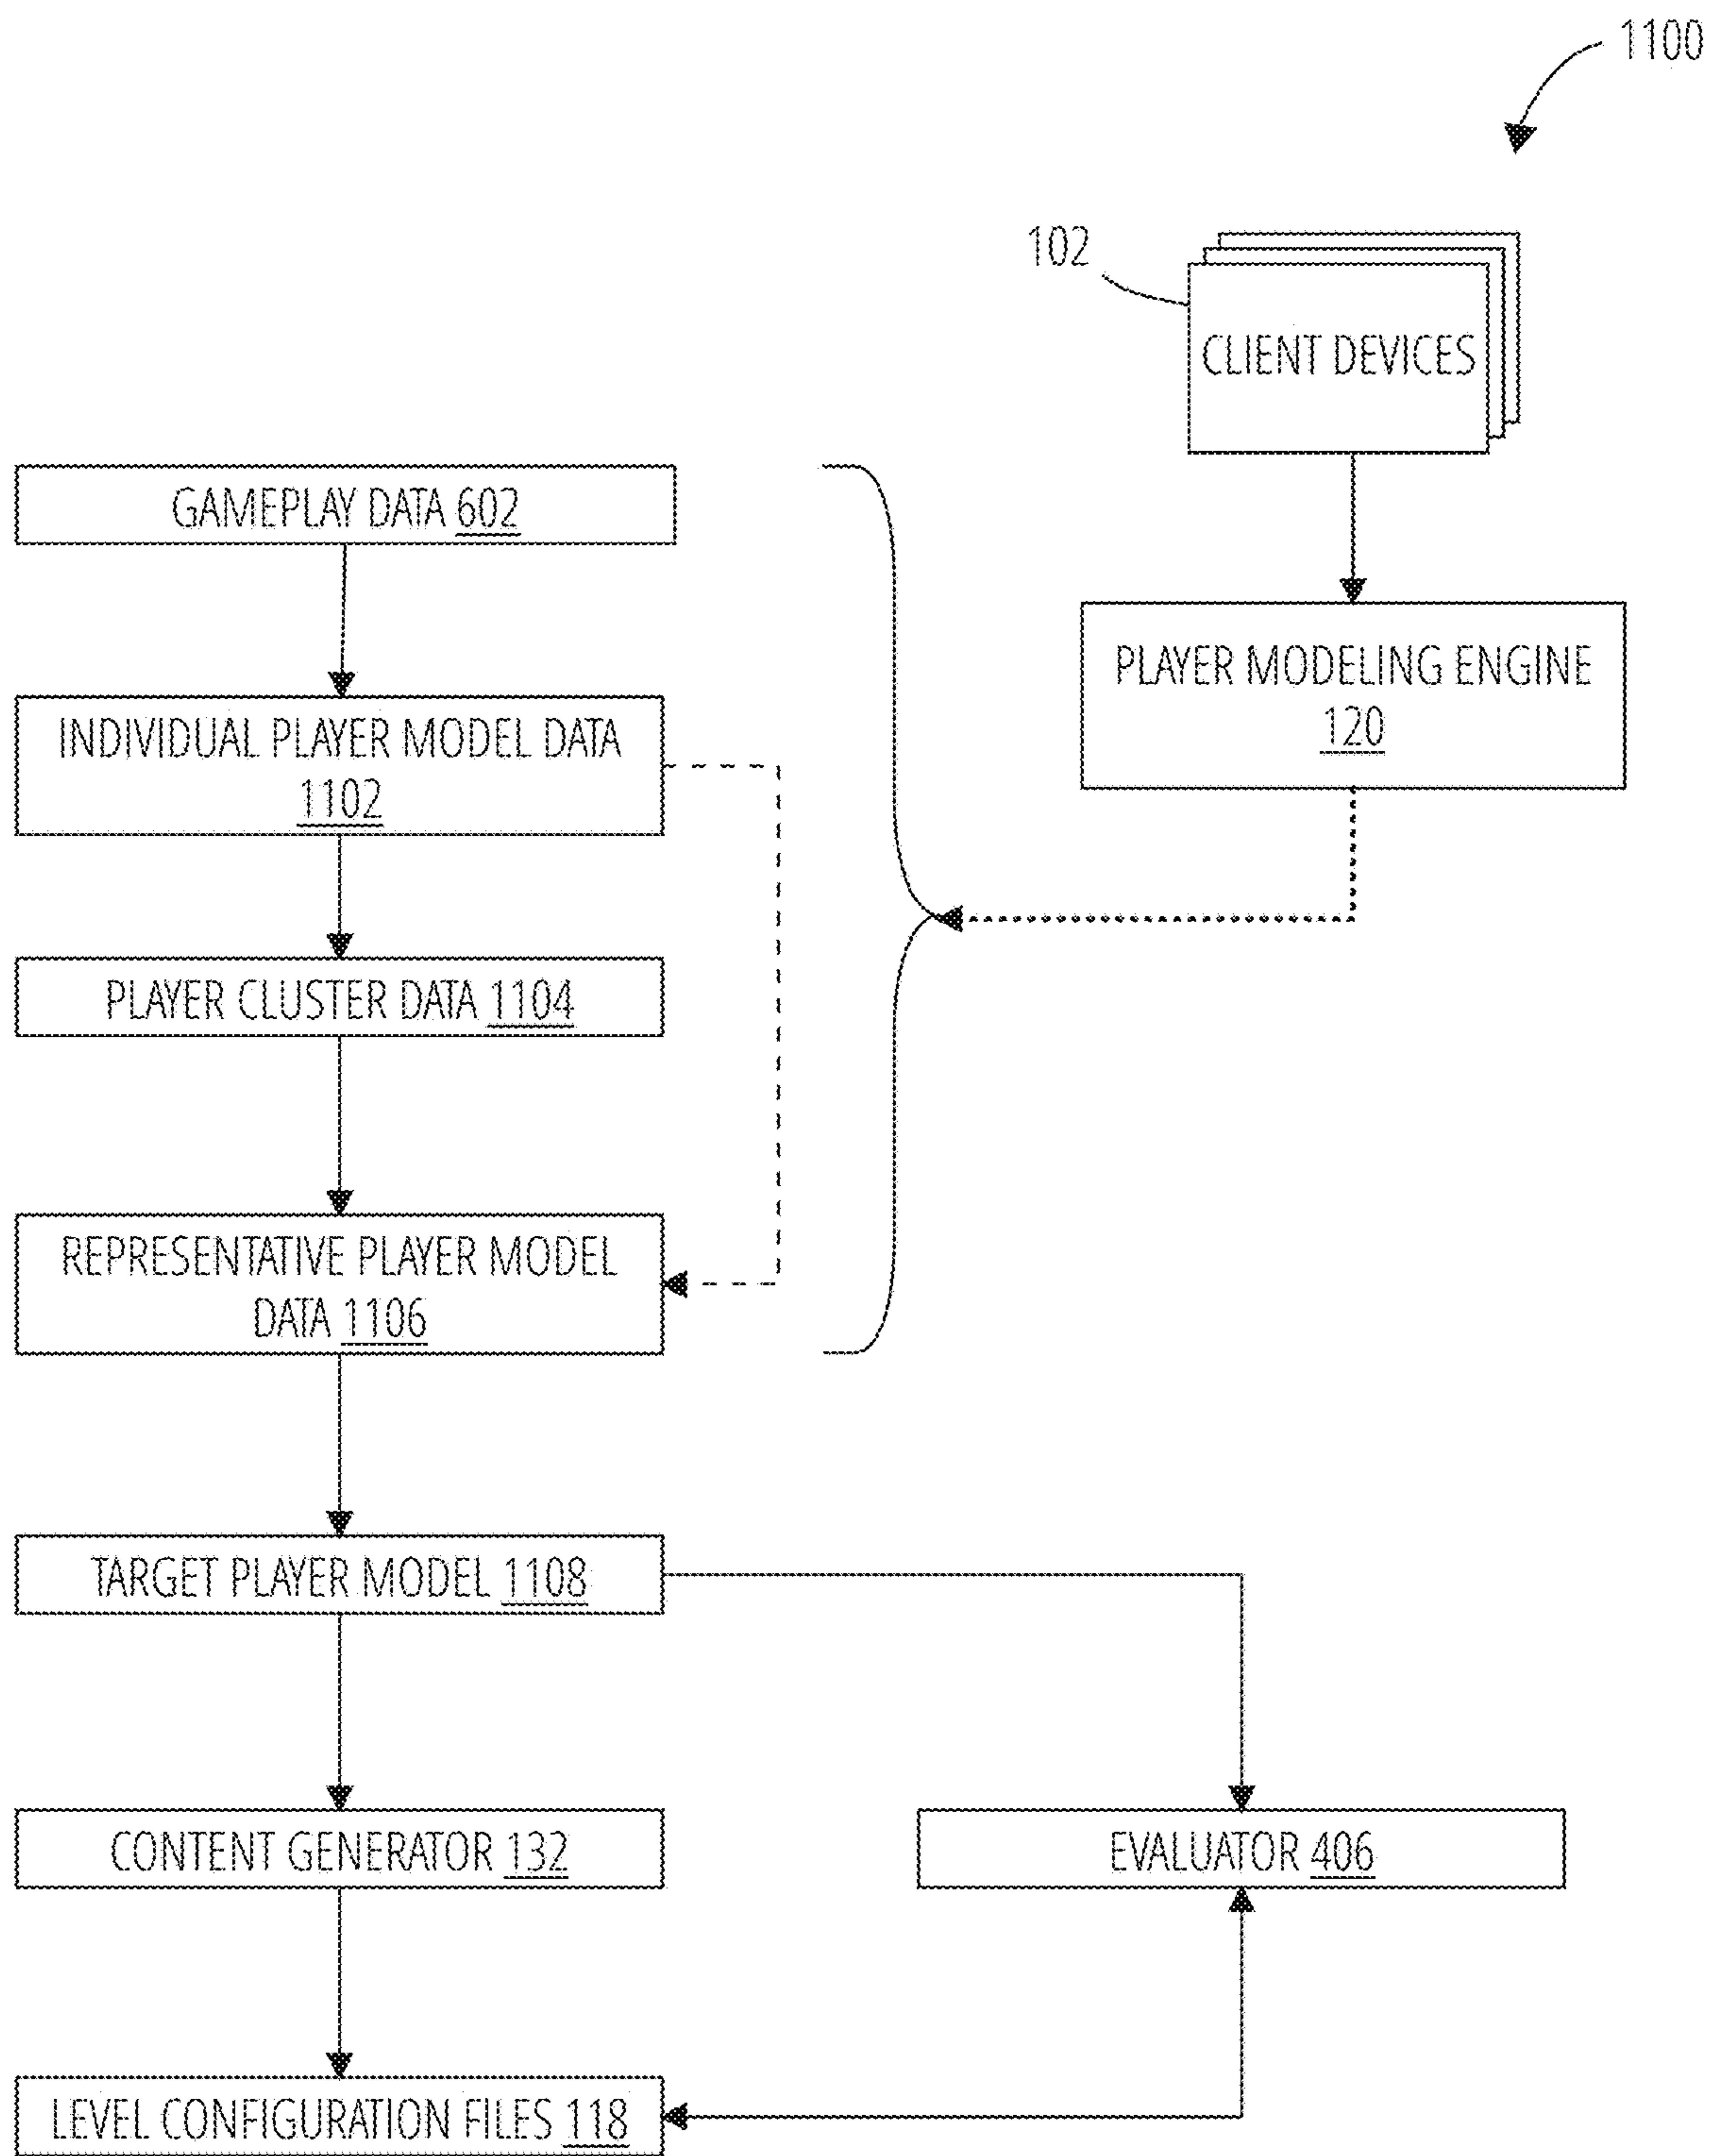 1100
102
CLIENT DEVICES
GAMEPLAY DATA 602
PLAYER MODELING ENGINE
120
INDIVIDUAL PLAYER MODEL DATA
1102
PLAYER CLUSTER DATA 1104
REPRESENTATIVE PLAYER MODEL
DATA 1106
TARGET PLAYER MODEL 1108
CONTENT GENERATOR 132
EVALUATOR 406
LEVEL CONFIGURATION FILES 118